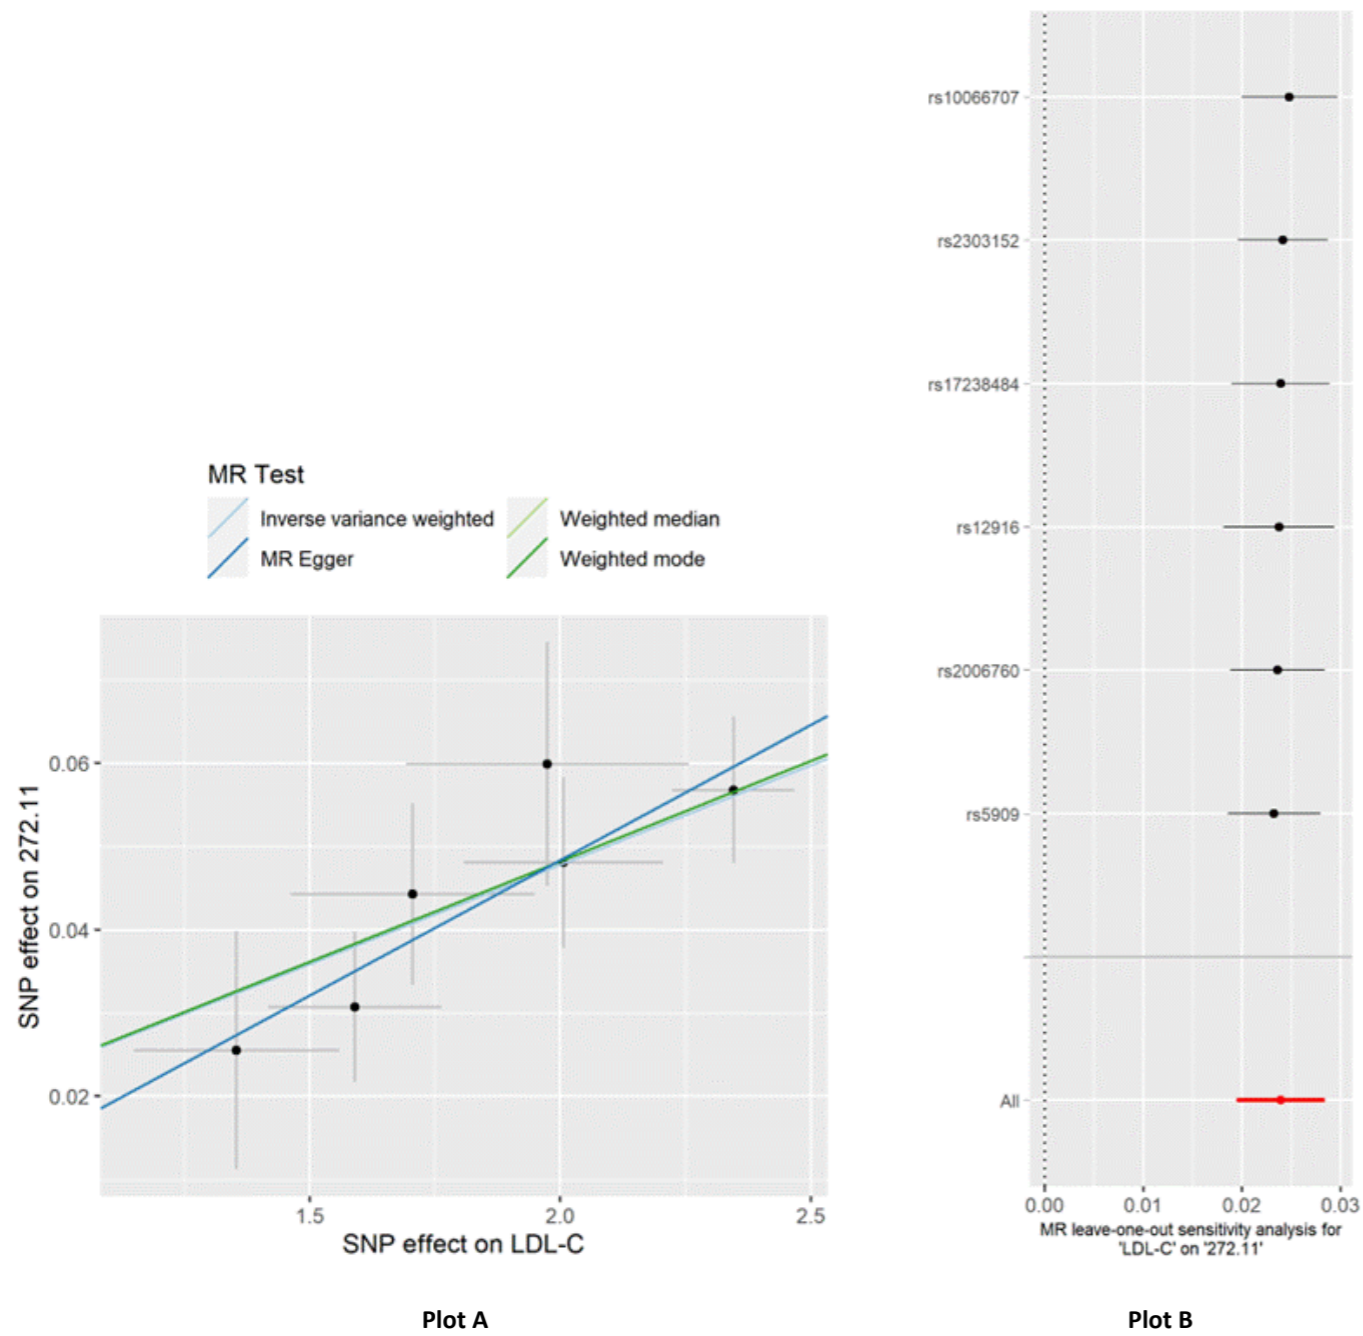 MR Test
Inverse variance weighted
Weighted median
MR Egger
Weighted mode
SNP effect on 272.11
0.06
0.04
0.02
1.5
2.0
2.5
SNP effect on LDL-C
Plot A
rs10066707
rs2303152
rs17238484
rs12916
rs2006760
rs5909
All
0.00
0.01
0.02
0.03
MR leave-one-out sensitivity analysis for
'LDL-C' on '272.11'
Plot B